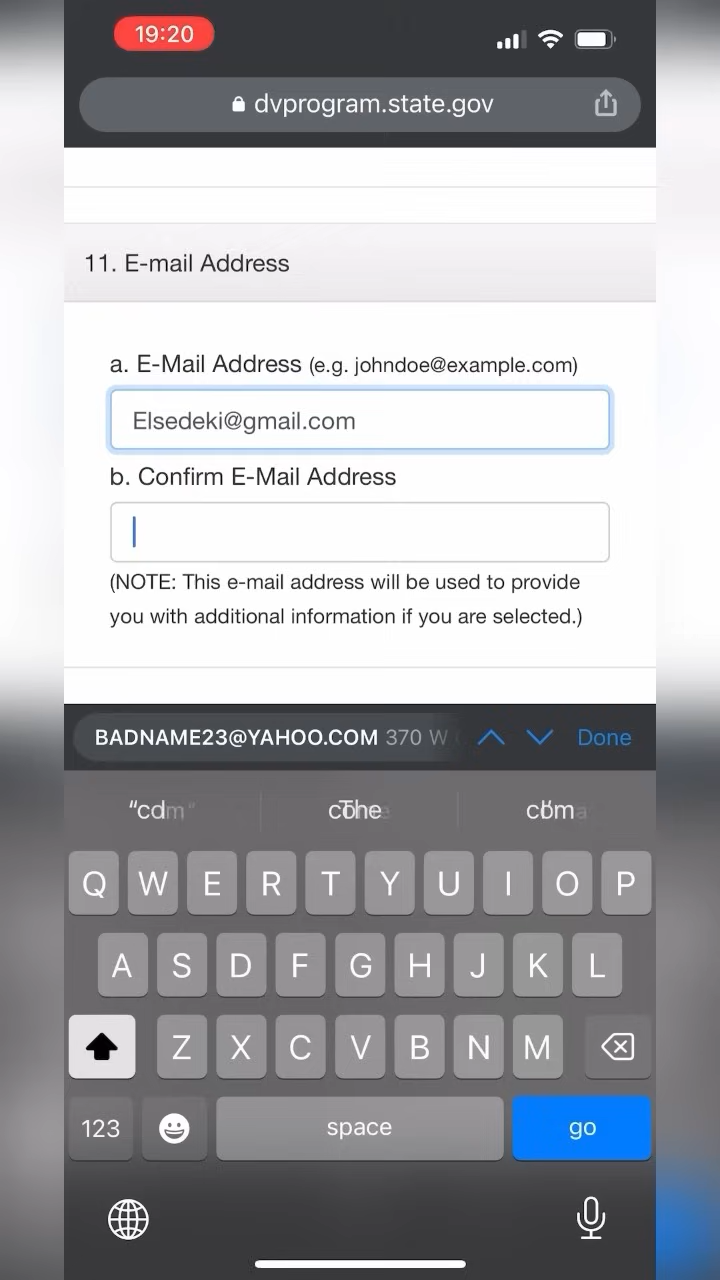 19:20
dvprogram.state.gov
11. E-mail Address
a. E-Mail Address (e.g. johndoe@example.com)
Elsedeki@gmail.com
b. Confirm E-Mail Address
(NOTE: This e-mail address will be used to provide
you with additional information if you are selected.)
BADNAME23@YAHOO.COM 370 W Done
Q W E R T Y U I O P
A S D F G H J K L
Z X C V B N M
123 space go